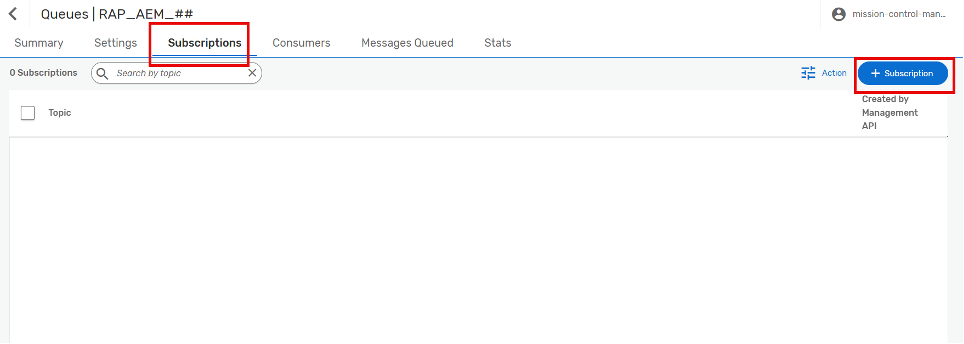 Queues | RAP_AEM_##
mission-control-man...
Summary Settings Subscriptions Consumers Messages Queued Stats
0 Subscriptions Search by topic Action + Subscription
Topic
Created by
Management
API